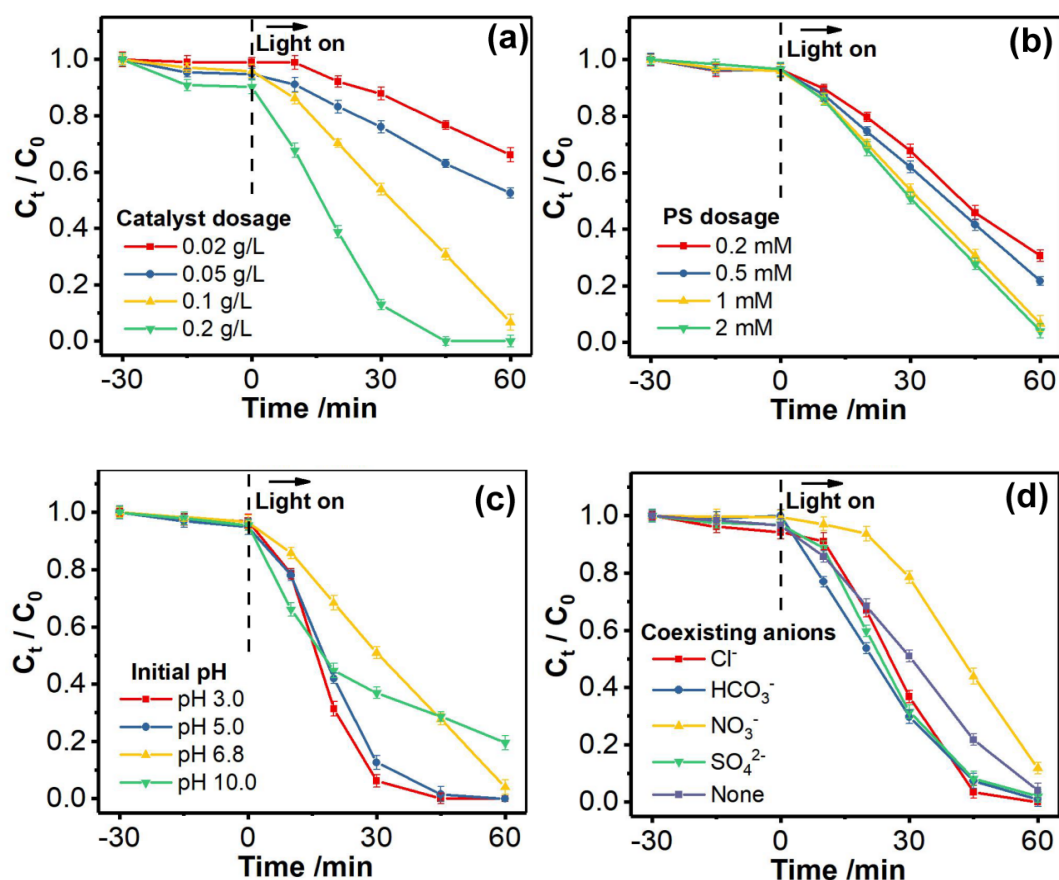 (a)
Light on
Catalyst dosage
0.02 g/L
0.05 g/L
0.1 g/L
0.2 g/L
Cₜ / C₀
1.0
0.8
0.6
0.4
0.2
0.0
-30
0
30
60
Time /min
(b)
Light on
PS dosage
0.2 mM
0.5 mM
1 mM
2 mM
Cₜ / C₀
1.0
0.8
0.6
0.4
0.2
0.0
-30
0
30
60
Time /min
(c)
Light on
Initial pH
pH 3.0
pH 5.0
pH 6.8
pH 10.0
Cₜ / C₀
1.0
0.8
0.6
0.4
0.2
0.0
-30
0
30
60
Time /min
(d)
Light on
Coexisting anions
Cl⁻
HCO₃⁻
NO₃⁻
SO₄²⁻
None
Cₜ / C₀
1.0
0.8
0.6
0.4
0.2
0.0
-30
0
30
60
Time /min